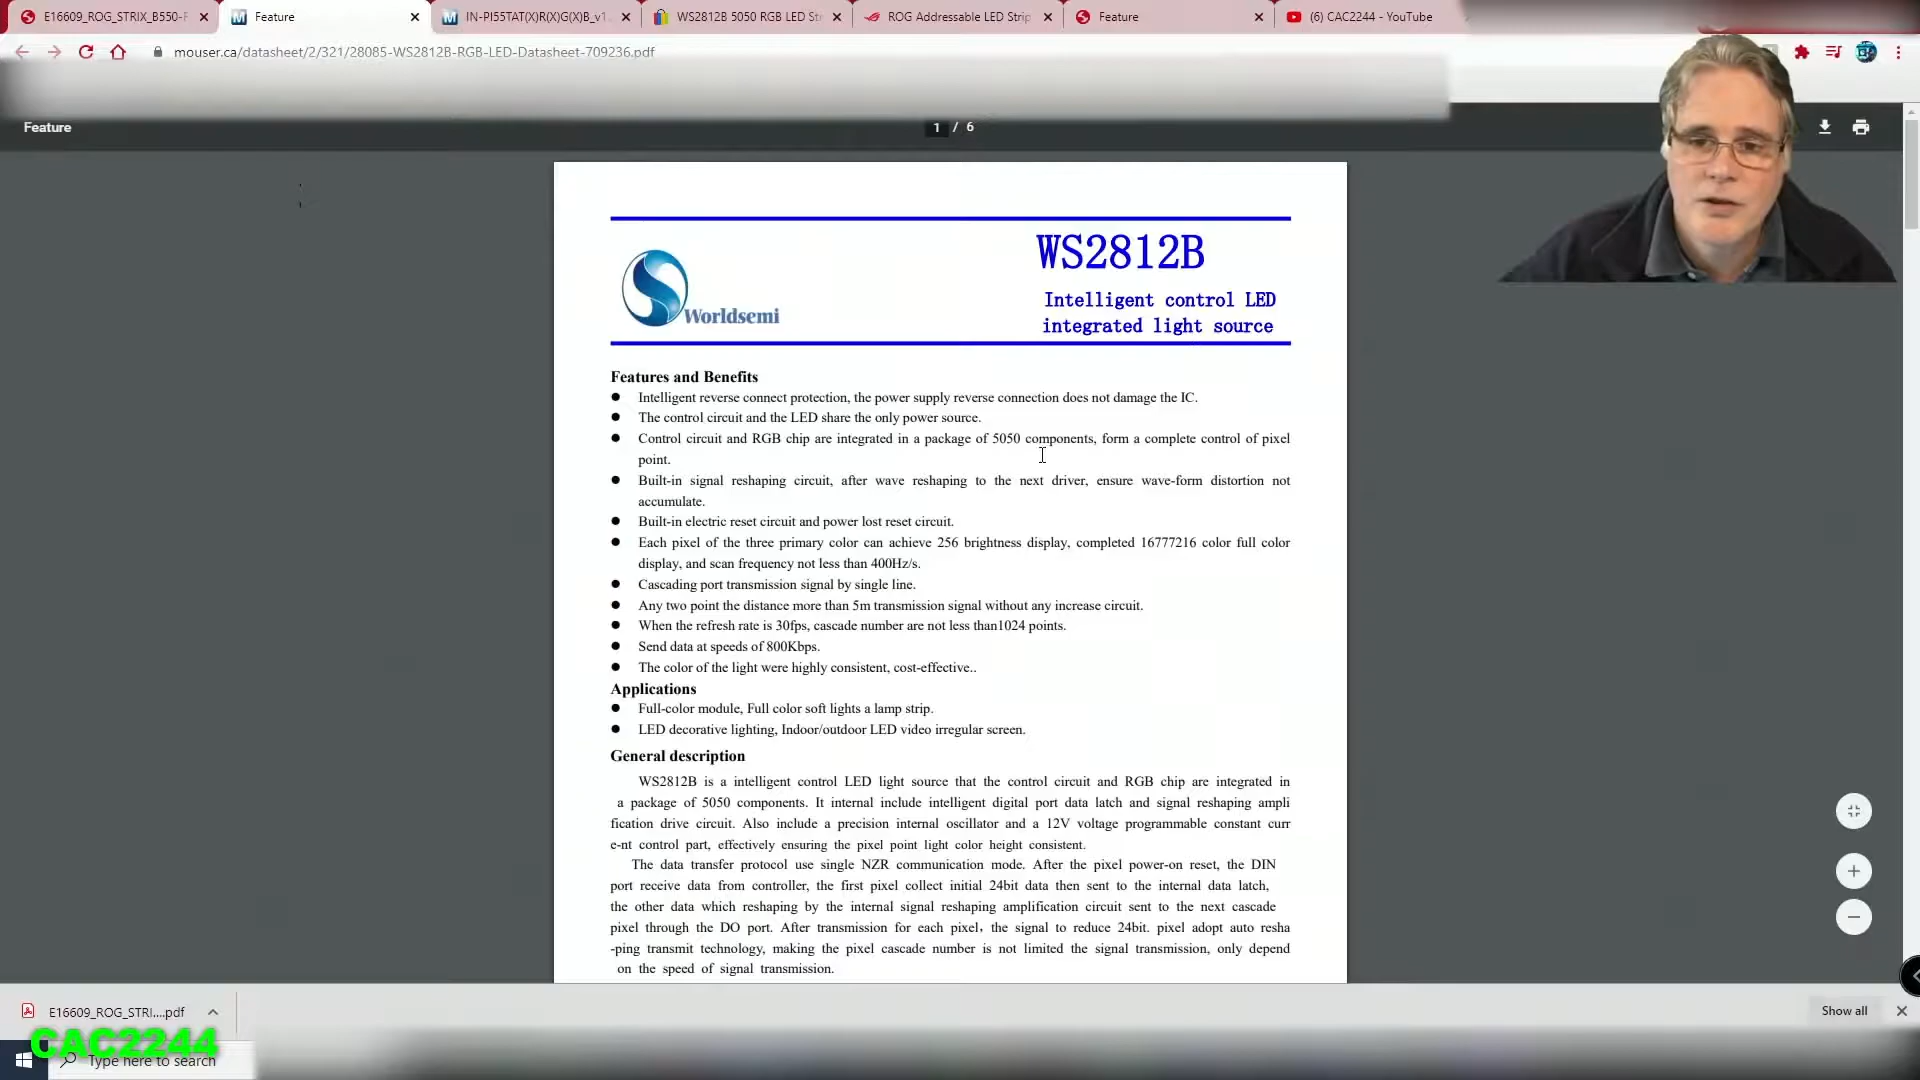 E16609_ROG_STRIX_B550-F
Feature
IN-PI55TAT(X)R(X)G(X)B_v1.
WS2812B 5050 RGB LED Str
ROG Addressable LED Strip
Feature
(6) CAC2244 - YouTube
mouser.ca/datasheet/2/321/28085-WS2812B-RGB-LED-Datasheet-709236.pdf
Feature
1 / 6
Worldsemi
WS2812B
Intelligent control LED
integrated light source
Features and Benefits
● Intelligent reverse connect protection, the power supply reverse connection does not damage the IC.
● The control circuit and the LED share the only power source.
● Control circuit and RGB chip are integrated in a package of 5050 components, form a complete control of pixel
point.
● Built-in signal reshaping circuit, after wave reshaping to the next driver, ensure wave-form distortion not
accumulate.
● Built-in electric reset circuit and power lost reset circuit.
● Each pixel of the three primary color can achieve 256 brightness display, completed 16777216 color full color
display, and scan frequency not less than 400Hz/s.
● Cascading port transmission signal by single line.
● Any two point the distance more than 5m transmission signal without any increase circuit.
● When the refresh rate is 30fps, cascade number are not less than1024 points.
● Send data at speeds of 800Kbps.
● The color of the light were highly consistent, cost-effective..
Applications
● Full-color module, Full color soft lights a lamp strip.
● LED decorative lighting, Indoor/outdoor LED video irregular screen.
General description
WS2812B is a intelligent control LED light source that the control circuit and RGB chip are integrated in
a package of 5050 components. It internal include intelligent digital port data latch and signal reshaping ampli
fication drive circuit. Also include a precision internal oscillator and a 12V voltage programmable constant curr
e-nt control part, effectively ensuring the pixel point light color height consistent.
The data transfer protocol use single NZR communication mode. After the pixel power-on reset, the DIN
port receive data from controller, the first pixel collect initial 24bit data then sent to the internal data latch,
the other data which reshaping by the internal signal reshaping amplification circuit sent to the next cascade
pixel through the DO port. After transmission for each pixel, the signal to reduce 24bit. pixel adopt auto resha
-ping transmit technology, making the pixel cascade number is not limited the signal transmission, only depend
on the speed of signal transmission.
E16609_ROG_STRI....pdf
Show all
CAC2244
Type here to search